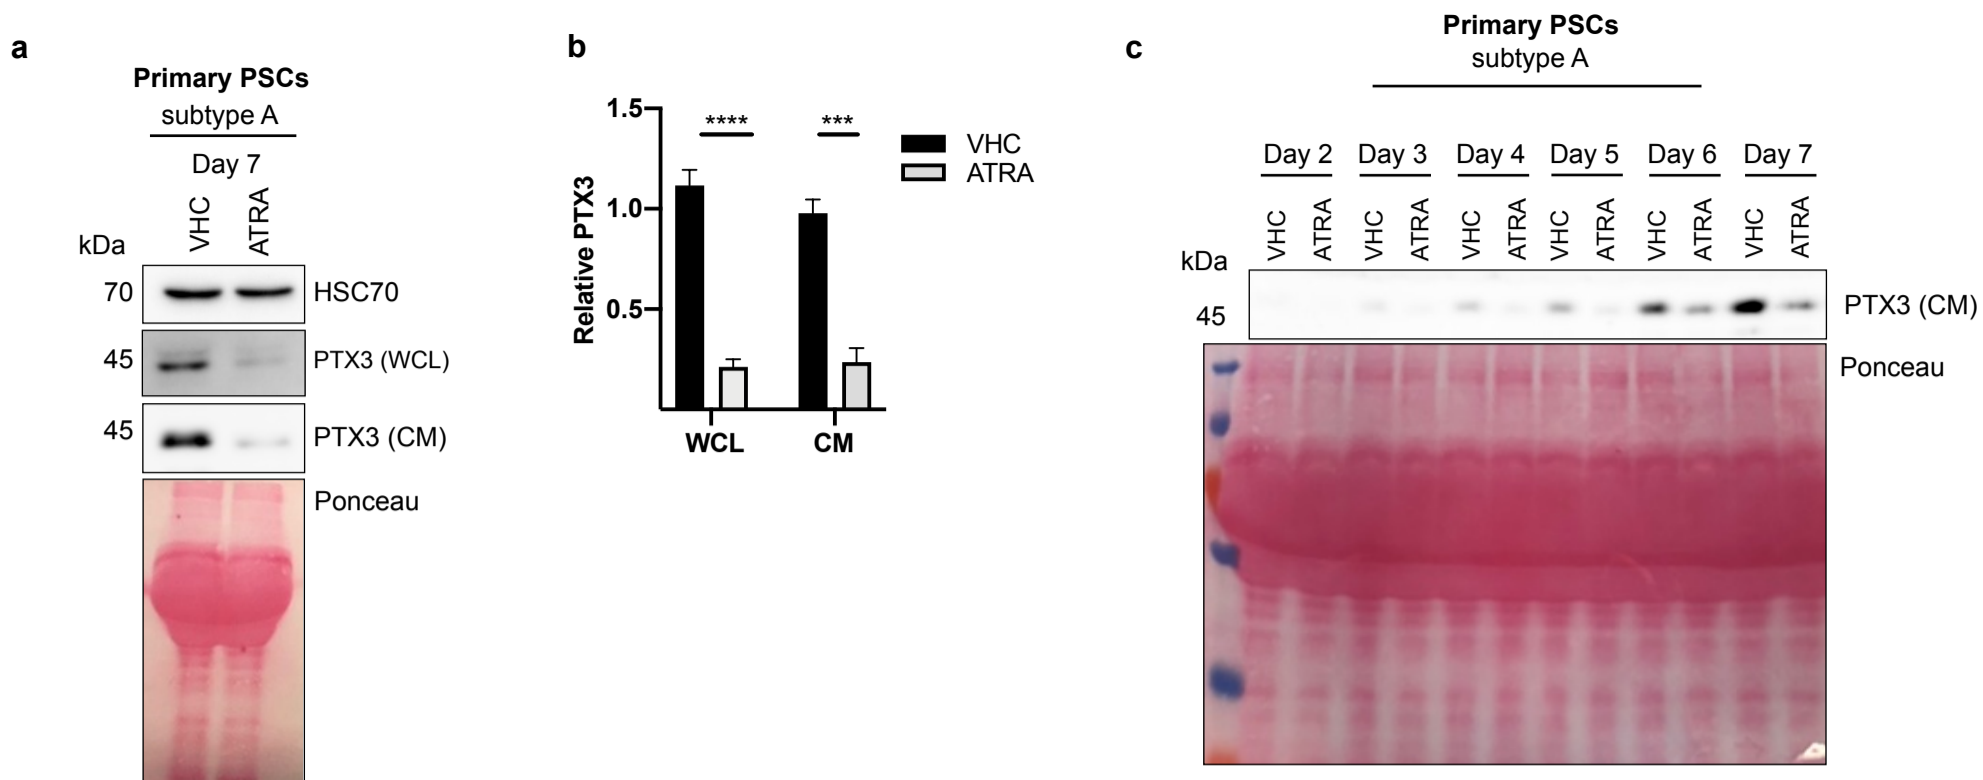 a
Primary PSCs
subtype A
Day 7
VHC
ATRA
kDa
70
HSC70
45
PTX3 (WCL)
45
PTX3 (CM)
Ponceau
b
1.5
1.0
0.5
Relative PTX3
****
***
WCL
CM
VHC
ATRA
c
Primary PSCs
subtype A
Day 2 Day 3 Day 4 Day 5 Day 6 Day 7
VHC ATRA VHC ATRA VHC ATRA VHC ATRA VHC ATRA VHC ATRA
kDa
45
PTX3 (CM)
Ponceau